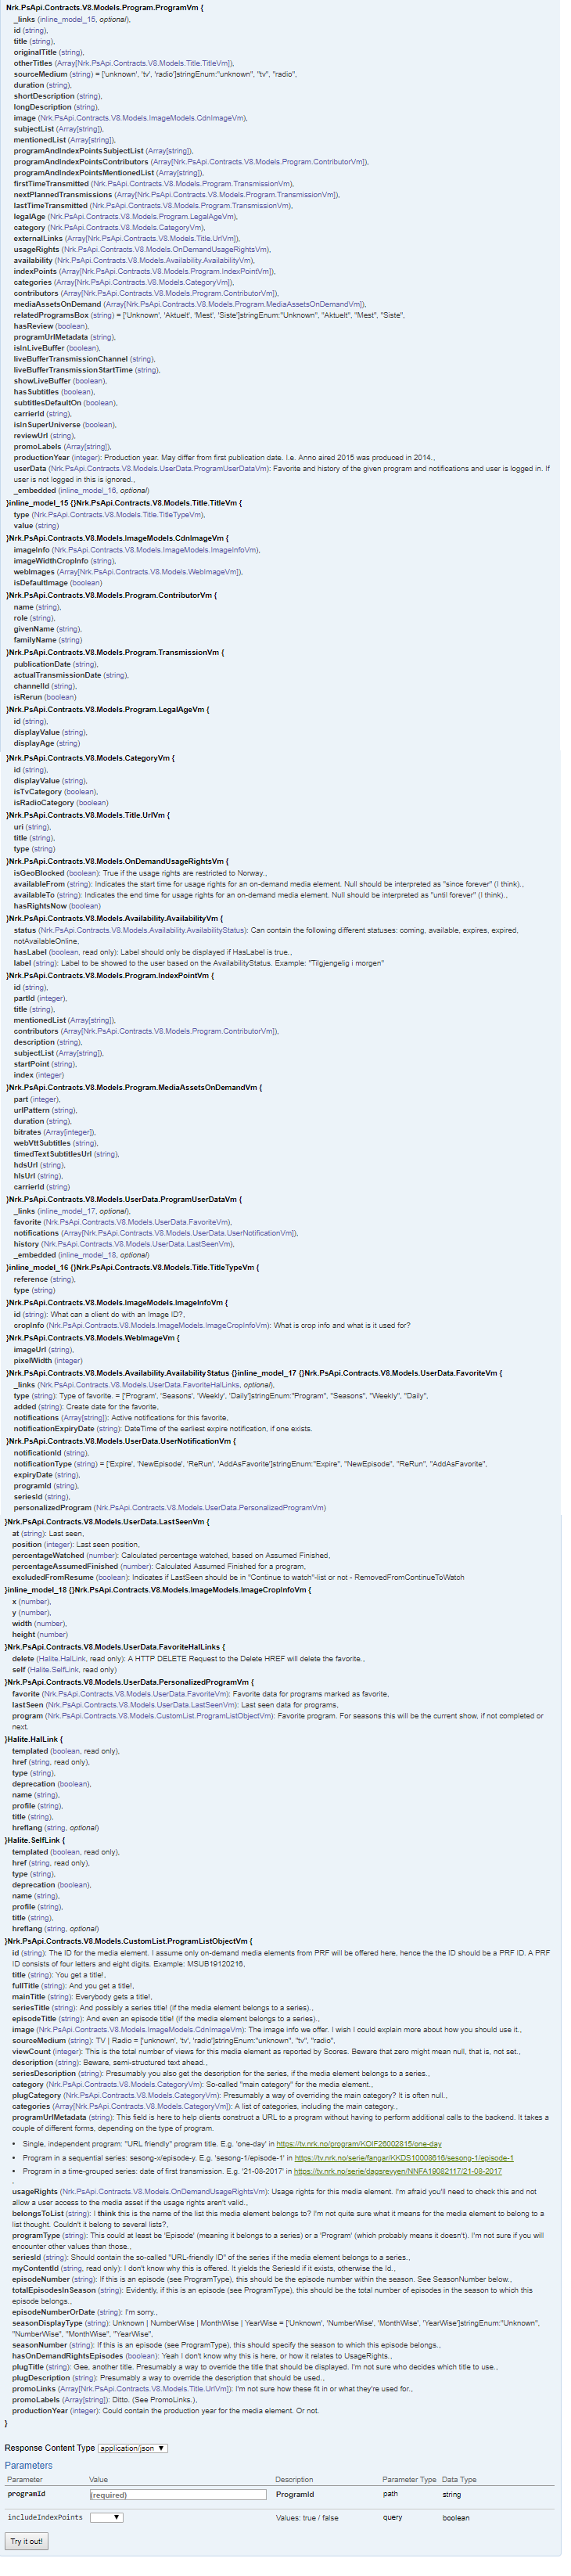 Nrk.PsApi.Contracts.V8.Models.Program.ProgramVm {
_links (inline_model_15, optional),
id (string),
title (string),
originalTitle (string),
otherTitles (Array[Nrk.PsApi.Contracts.V8.Models.Title.TitleVm]),
sourceMedium (string) = ['unknown', 'tv', 'radio']stringEnum:"unknown", "tv", "radio",
duration (string),
shortDescription (string),
longDescription (string),
image (Nrk.PsApi.Contracts.V8.Models.ImageModels.CdnImageVm),
subjectList (Array[string]),
mentionedList (Array[string]),
programAndIndexPointsSubjectList (Array[string]),
programAndIndexPointsContributors (Array[Nrk.PsApi.Contracts.V8.Models.Program.ContributorVm]),
programAndIndexPointsMentionedList (Array[string]),
firstTimeTransmitted (Nrk.PsApi.Contracts.V8.Models.Program.TransmissionVm),
nextPlannedTransmissions (Array[Nrk.PsApi.Contracts.V8.Models.Program.TransmissionVm]),
lastTimeTransmitted (Nrk.PsApi.Contracts.V8.Models.Program.TransmissionVm),
legalAge (Nrk.PsApi.Contracts.V8.Models.Program.LegalAgeVm),
category (Nrk.PsApi.Contracts.V8.Models.CategoryVm),
externalLinks (Array[Nrk.PsApi.Contracts.V8.Models.Title.UrlVm]),
usageRights (Nrk.PsApi.Contracts.V8.Models.OnDemandUsageRightsVm),
availability (Nrk.PsApi.Contracts.V8.Models.Availability.AvailabilityVm),
indexPoints (Array[Nrk.PsApi.Contracts.V8.Models.Program.IndexPointVm]),
categories (Array[Nrk.PsApi.Contracts.V8.Models.CategoryVm]),
contributors (Array[Nrk.PsApi.Contracts.V8.Models.Program.ContributorVm]),
mediaAssetsOnDemand (Array[Nrk.PsApi.Contracts.V8.Models.Program.MediaAssetsOnDemandVm]),
relatedProgramsBox (string) = ['Unknown', 'Aktuelt', 'Mest', 'Siste']stringEnum:"Unknown", "Aktuelt", "Mest", "Siste",
hasReview (boolean),
programUrlMetadata (string),
isInLiveBuffer (boolean),
liveBufferTransmissionChannel (string),
liveBufferTransmissionStartTime (string),
showLiveBuffer (boolean),
hasSubtitles (boolean),
subtitlesDefaultOn (boolean),
carrierId (string),
isInSuperUniverse (boolean),
reviewUrl (string),
promoLabels (Array[string]),
productionYear (integer): Production year. May differ from first publication date. I.e. Anno aired 2015 was produced in 2014.,
userData (Nrk.PsApi.Contracts.V8.Models.UserData.ProgramUserDataVm): Favorite and history of the given program and notifications and user is logged in. If
user is not logged in this is ignored.,
_embedded (inline_model_16, optional)
}inline_model_15 {}Nrk.PsApi.Contracts.V8.Models.Title.TitleVm {
type (Nrk.PsApi.Contracts.V8.Models.Title.TitleTypeVm),
value (string)
}Nrk.PsApi.Contracts.V8.Models.ImageModels.CdnImageVm {
imageInfo (Nrk.PsApi.Contracts.V8.Models.ImageModels.ImageInfoVm),
imageWidthCropInfo (string),
webImages (Array[Nrk.PsApi.Contracts.V8.Models.WebImageVm]),
isDefaultImage (boolean)
}Nrk.PsApi.Contracts.V8.Models.Program.ContributorVm {
name (string),
role (string),
givenName (string),
familyName (string)
}Nrk.PsApi.Contracts.V8.Models.Program.TransmissionVm {
publicationDate (string),
actualTransmissionDate (string),
channelId (string),
isRerun (boolean)
}Nrk.PsApi.Contracts.V8.Models.Program.LegalAgeVm {
id (string),
displayValue (string),
displayAge (string)
}Nrk.PsApi.Contracts.V8.Models.CategoryVm {
id (string),
displayValue (string),
isTvCategory (boolean),
isRadioCategory (boolean)
}Nrk.PsApi.Contracts.V8.Models.Title.UrlVm {
uri (string),
title (string),
type (string)
}Nrk.PsApi.Contracts.V8.Models.OnDemandUsageRightsVm {
isGeoBlocked (boolean): True if the usage rights are restricted to Norway.,
availableFrom (string): Indicates the start time for usage rights for an on-demand media element. Null should be interpreted as "since forever" (I think).,
availableTo (string): Indicates the end time for usage rights for an on-demand media element. Null should be interpreted as "until forever" (I think).,
hasRightsNow (boolean)
}Nrk.PsApi.Contracts.V8.Models.Availability.AvailabilityVm {
status (Nrk.PsApi.Contracts.V8.Models.Availability.AvailabilityStatus): Can contain the following different statuses: coming, available, expires, expired,
notAvailableOnline,
hasLabel (boolean, read only): Label should only be displayed if HasLabel is true.,
label (string): Label to be showed to the user based on the AvailabilityStatus. Example: "Tilgjengelig i morgen"
}Nrk.PsApi.Contracts.V8.Models.Program.IndexPointVm {
id (string),
partId (integer),
title (string),
mentionedList (Array[string]),
contributors (Array[Nrk.PsApi.Contracts.V8.Models.Program.ContributorVm]),
description (string),
subjectList (Array[string]),
startPoint (string),
index (integer)
}Nrk.PsApi.Contracts.V8.Models.Program.MediaAssetsOnDemandVm {
part (integer),
urlPattern (string),
duration (string),
bitrates (Array[integer]),
webVttSubtitles (string),
timedTextSubtitlesUrl (string),
hdsUrl (string),
hlsUrl (string),
carrierId (string)
}Nrk.PsApi.Contracts.V8.Models.UserData.ProgramUserDataVm {
_links (inline_model_17, optional),
favorite (Nrk.PsApi.Contracts.V8.Models.UserData.FavoriteVm),
notifications (Array[Nrk.PsApi.Contracts.V8.Models.UserData.UserNotificationVm]),
history (Nrk.PsApi.Contracts.V8.Models.UserData.LastSeenVm),
_embedded (inline_model_18, optional)
}inline_model_16 {}Nrk.PsApi.Contracts.V8.Models.Title.TitleTypeVm {
reference (string),
type (string)
}Nrk.PsApi.Contracts.V8.Models.ImageModels.ImageInfoVm {
id (string): What can a client do with an Image ID?,
cropInfo (Nrk.PsApi.Contracts.V8.Models.ImageModels.ImageCropInfoVm): What is crop info and what is it used for?
}Nrk.PsApi.Contracts.V8.Models.WebImageVm {
imageUrl (string),
pixelWidth (integer)
}Nrk.PsApi.Contracts.V8.Models.Availability.AvailabilityStatus {}inline_model_17 {}Nrk.PsApi.Contracts.V8.Models.UserData.FavoriteVm {
_links (Nrk.PsApi.Contracts.V8.Models.UserData.FavoriteHalLinks, optional),
type (string): Type of favorite. = ['Program', 'Seasons', 'Weekly', 'Daily']stringEnum:"Program", "Seasons", "Weekly", "Daily",
added (string): Create date for the favorite,
notifications (Array[string]): Active notifications for this favorite,
notificationExpiryDate (string): DateTime of the earliest expire notification, if one exists.
}Nrk.PsApi.Contracts.V8.Models.UserData.UserNotificationVm {
notificationId (string),
notificationType (string) = ['Expire', 'NewEpisode', 'ReRun', 'AddAsFavorite']stringEnum:"Expire", "NewEpisode", "ReRun", "AddAsFavorite",
expiryDate (string),
programId (string),
seriesId (string),
personalizedProgram (Nrk.PsApi.Contracts.V8.Models.UserData.PersonalizedProgramVm)
}Nrk.PsApi.Contracts.V8.Models.UserData.LastSeenVm {
at (string): Last seen,
position (integer): Last seen position,
percentageWatched (number): Calculated percentage watched, based on Assumed Finished,
percentageAssumedFinished (number): Calculated Assumed Finished for a program,
excludedFromResume (boolean): Indicates if LastSeen should be in "Continue to watch"-list or not - RemovedFromContinueToWatch
}inline_model_18 {}Nrk.PsApi.Contracts.V8.Models.ImageModels.ImageCropInfoVm {
x (number),
y (number),
width (number),
height (number)
}Nrk.PsApi.Contracts.V8.Models.UserData.FavoriteHalLinks {
delete (Halite.HalLink, read only): A HTTP DELETE Request to the Delete HREF will delete the favorite.,
self (Halite.SelfLink, read only)
}Nrk.PsApi.Contracts.V8.Models.UserData.PersonalizedProgramVm {
favorite (Nrk.PsApi.Contracts.V8.Models.UserData.FavoriteVm): Favorite data for programs marked as favorite,
lastSeen (Nrk.PsApi.Contracts.V8.Models.UserData.LastSeenVm): Last seen data for programs,
program (Nrk.PsApi.Contracts.V8.Models.CustomList.ProgramListObjectVm): Favorite program. For seasons this will be the current show, if not completed or
next.
}Halite.HalLink {
templated (boolean, read only),
href (string, read only),
type (string),
deprecation (boolean),
name (string),
profile (string),
title (string),
hreflang (string, optional)
}Halite.SelfLink {
templated (boolean, read only),
href (string, read only),
type (string),
deprecation (boolean),
name (string),
profile (string),
title (string),
hreflang (string, optional)
}Nrk.PsApi.Contracts.V8.Models.CustomList.ProgramListObjectVm {
id (string): The ID for the media element. I assume only on-demand media elements from PRF will be offered here, hence the the ID should be a PRF ID. A PRF
ID consists of four letters and eight digits. Example: MSUB19120216,
title (string): You get a title!,
fullTitle (string): And you get a title!,
mainTitle (string): Everybody gets a title!,
seriesTitle (string): And possibly a series title! (if the media element belongs to a series).,
episodeTitle (string): And even an episode title! (if the media element belongs to a series).,
image (Nrk.PsApi.Contracts.V8.Models.ImageModels.CdnImageVm): The image info we offer. I wish I could explain more about how you should use it.,
sourceMedium (string): TV | Radio = ['unknown', 'tv', 'radio']stringEnum:"unknown", "tv", "radio",
viewCount (integer): This is the total number of views for this media element as reported by Scores. Beware that zero might mean null, that is, not set.,
description (string): Beware, semi-structured text ahead.,
seriesDescription (string): Presumably you also get the description for the series, if the media element belongs to a series.,
category (Nrk.PsApi.Contracts.V8.Models.CategoryVm): So-called "main category" for the media element.,
plugCategory (Nrk.PsApi.Contracts.V8.Models.CategoryVm): Presumably a way of overriding the main category? It is often null.,
categories (Array[Nrk.PsApi.Contracts.V8.Models.CategoryVm]): A list of categories, including the main category.,
programUrlMetadata (string): This field is here to help clients construct a URL to a program without having to perform additional calls to the backend. It takes a
couple of different forms, depending on the type of program.
• Single, independent program: "URL friendly" program title. E.g. 'one-day' in https://tv.nrk.no/program/KOIF26002816/one-day
• Program in a sequential series: sesong-x/episode-y. E.g. 'sesong-1/episode-1' in https://tv.nrk.no/serie/fangar/KKDS10008616/sesong-1/episode-1
• Program in a time-grouped series: date of first transmission. E.g. '21-08-2017' in https://tv.nrk.no/serie/dagsrevyen/NNFA19082117/21-08-2017
,
usageRights (Nrk.PsApi.Contracts.V8.Models.OnDemandUsageRightsVm): Usage rights for this media element. I'm afraid you'll need to check this and not
allow a user access to the media asset if the usage rights aren't valid.,
belongsToList (string): I think this is the name of the list this media element belongs to? I'm not quite sure what it means for the media element to belong to a
list thought. Couldn't it belong to several lists?,
programType (string): This could at least be 'Episode' (meaning it belongs to a series) or a 'Program' (which probably means it doesn't). I'm not sure if you will
encounter other values than those.,
seriesId (string): Should contain the so-called "URL-friendly ID" of the series if the media element belongs to a series.,
myContentId (string, read only): I don't know why this is offered. It yields the SeriesId if it exists, otherwise the Id.,
episodeNumber (string): If this is an episode (see ProgramType), this should be the episode number within the season. See SeasonNumber below.,
totalEpisodesInSeason (string): Evidently, if this is an episode (see ProgramType), this should be the total number of episodes in the season to which this
episode belongs.,
episodeNumberOrDate (string): I'm sorry.,
seasonDisplayType (string): Unknown | NumberWise | MonthWise | YearWise = ['Unknown', 'NumberWise', 'MonthWise', 'YearWise']stringEnum:"Unknown",
"NumberWise", "MonthWise", "YearWise",
seasonNumber (string): If this is an episode (see ProgramType), this should specify the season to which this episode belongs.,
hasOnDemandRightsEpisodes (boolean): Yeah I don't know why this is here, or how it relates to UsageRights.,
plugTitle (string): Gee, another title. Presumably a way to override the title that should be displayed. I'm not sure who decides which title to use.,
plugDescription (string): Presumably a way to override the description that should be used.,
promoLinks (Array[Nrk.PsApi.Contracts.V8.Models.Title.UrlVm]): I'm not sure how these fit in or what they're used for.,
promoLabels (Array[string]): Ditto. (See PromoLinks.),
productionYear (integer): Could contain the production year for the media element. Or not.
}
Response Content Type application/json
Parameters
Parameter Value Description Parameter Type Data Type
programId (required) ProgramId path string
includeIndexPoints Values: true / false query boolean
Try it out!